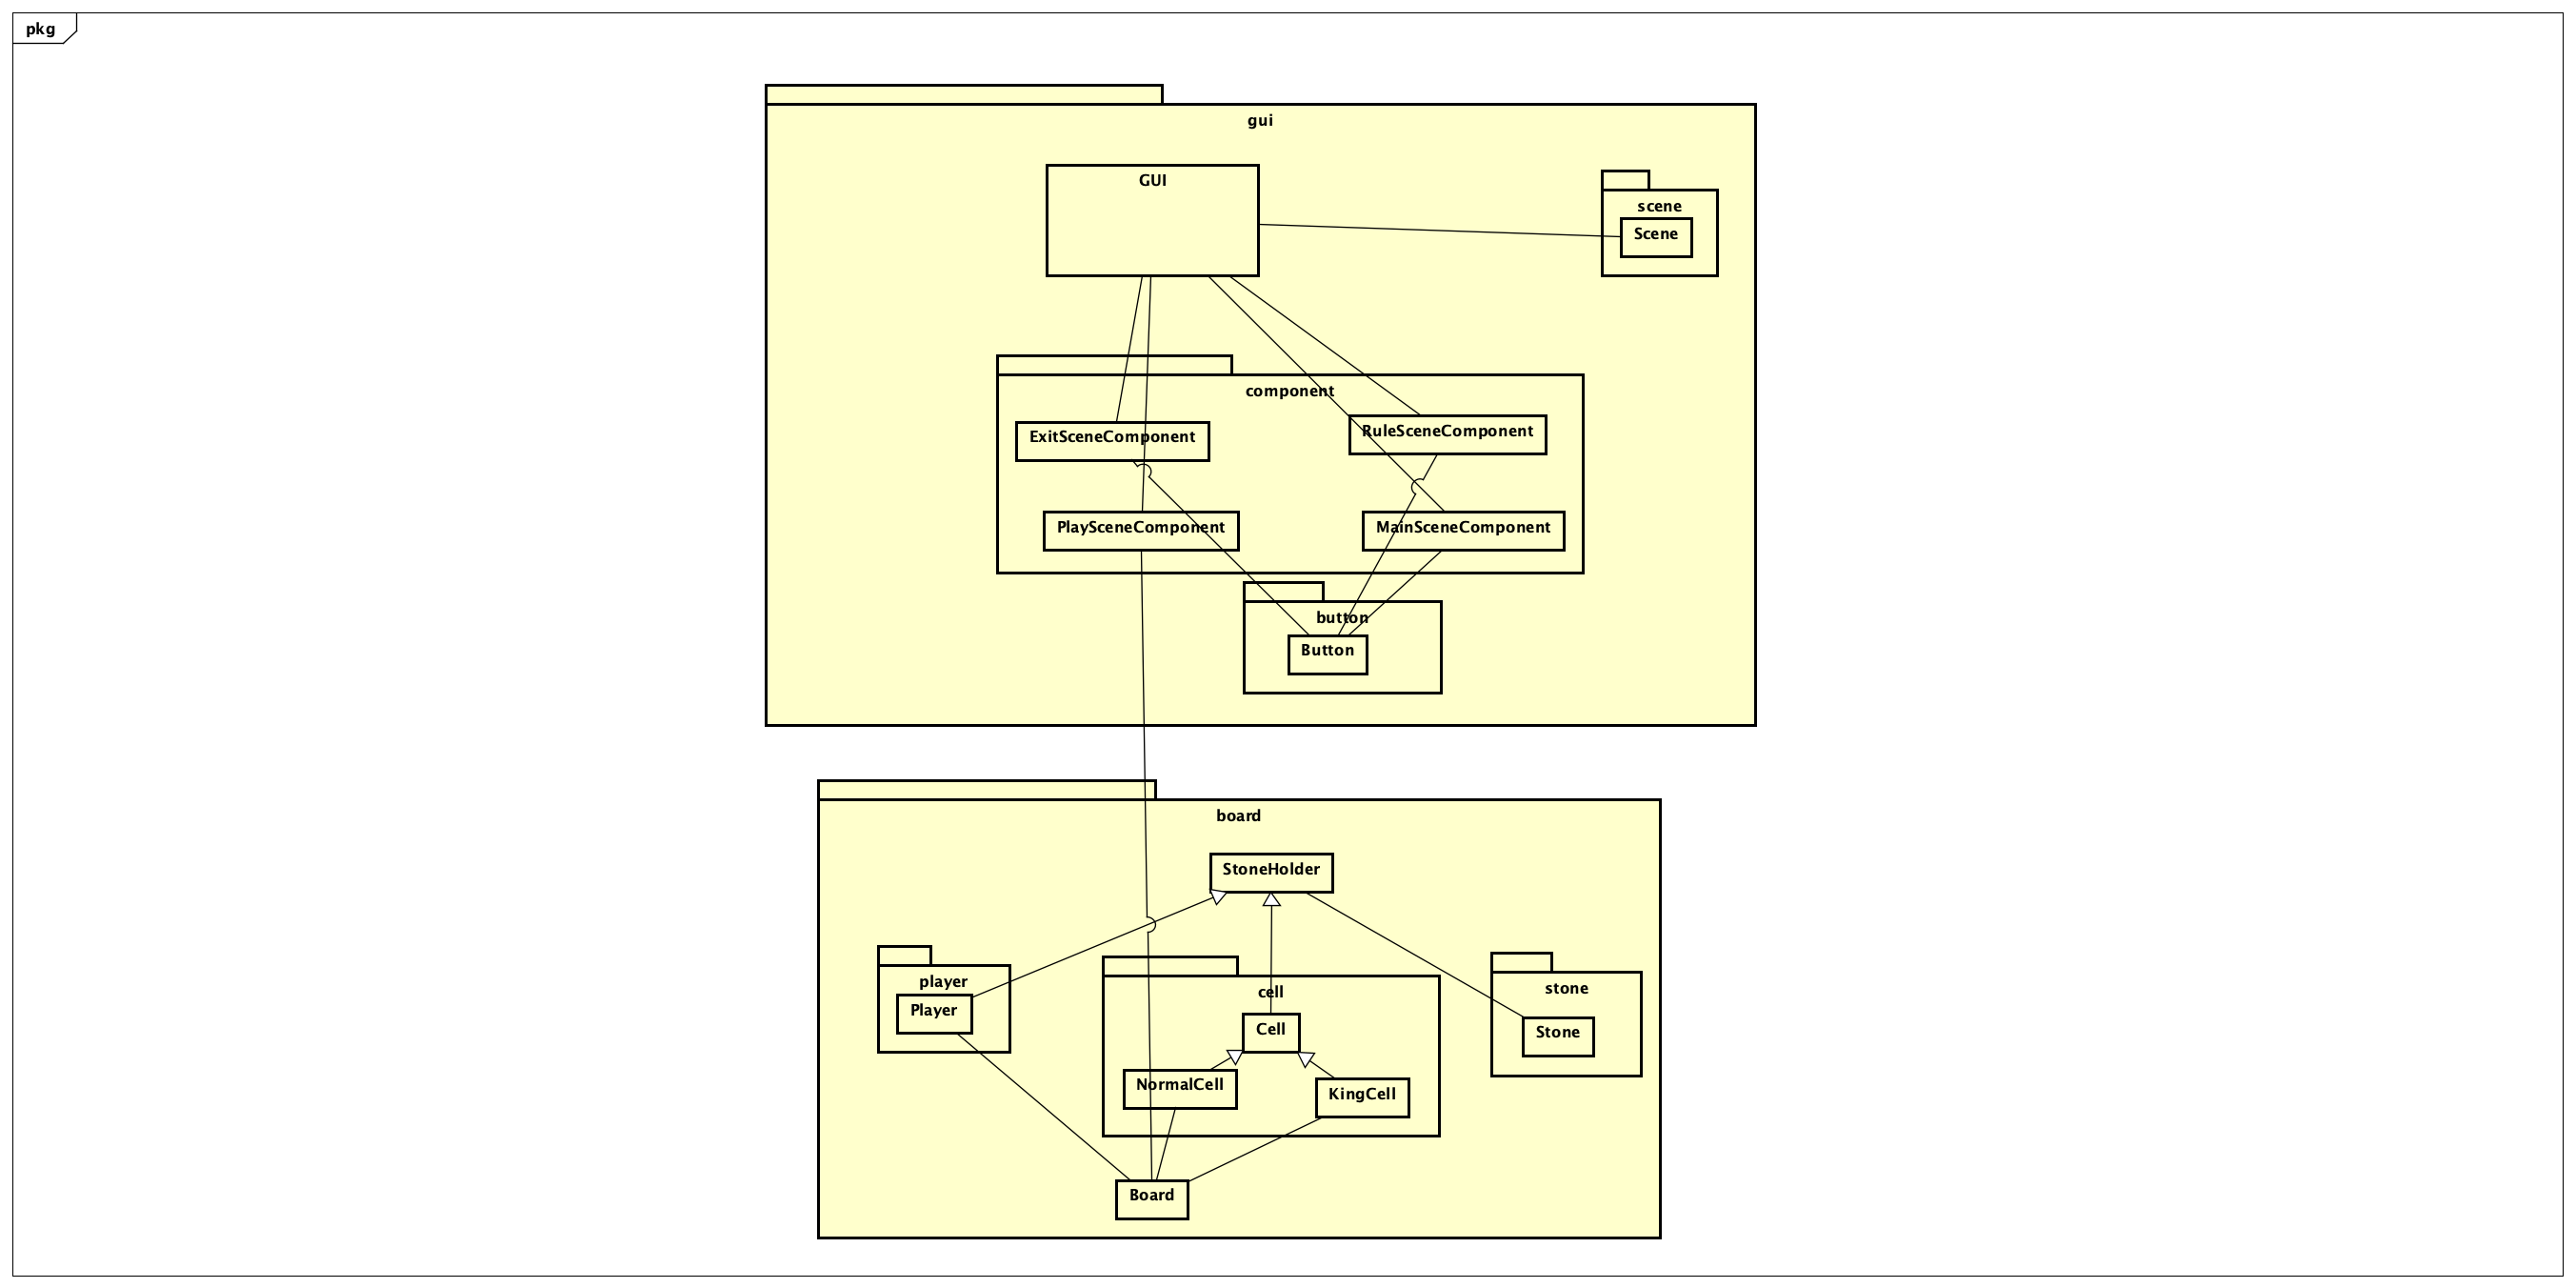 pkg
gui
GUI
scene
Scene
component
ExitSceneComponent
RuleSceneComponent
PlaySceneComponent
MainSceneComponent
button
Button
board
StoneHolder
player
Player
cell
Cell
NormalCell
KingCell
stone
Stone
Board